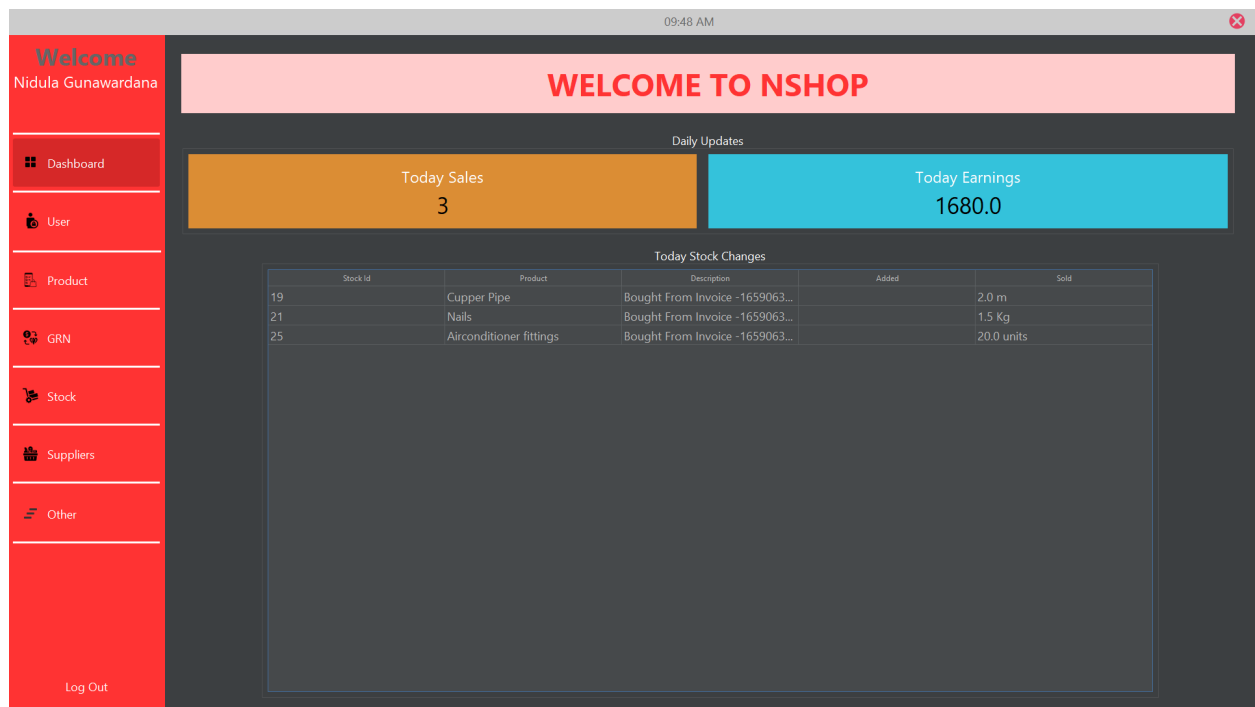 09:48 AM
Welcome
Nidula Gunawardana
Dashboard
User
Product
GRN
Stock
Suppliers
Other
Log Out
WELCOME TO NSHOP
Daily Updates
Today Sales
3
Today Earnings
1680.0
Today Stock Changes
Stock Id Product Description Added Sold
19 Cupper Pipe Bought From Invoice -1659063... 2.0 m
21 Nails Bought From Invoice -1659063... 1.5 Kg
25 Airconditioner fittings Bought From Invoice -1659063... 20.0 units